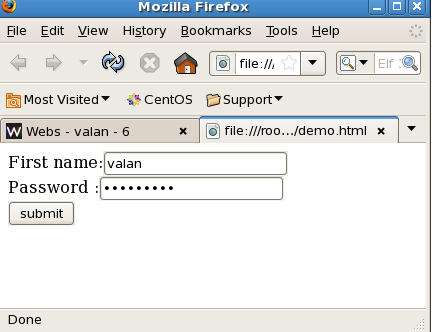 Mozilla Firefox
File Edit View History Bookmarks Tools Help
file:// Elf
Most Visited CentOS Support
W Webs - valan - 6 file:///roo.../demo.html
First name: valan
Password : •••••••••
submit
Done